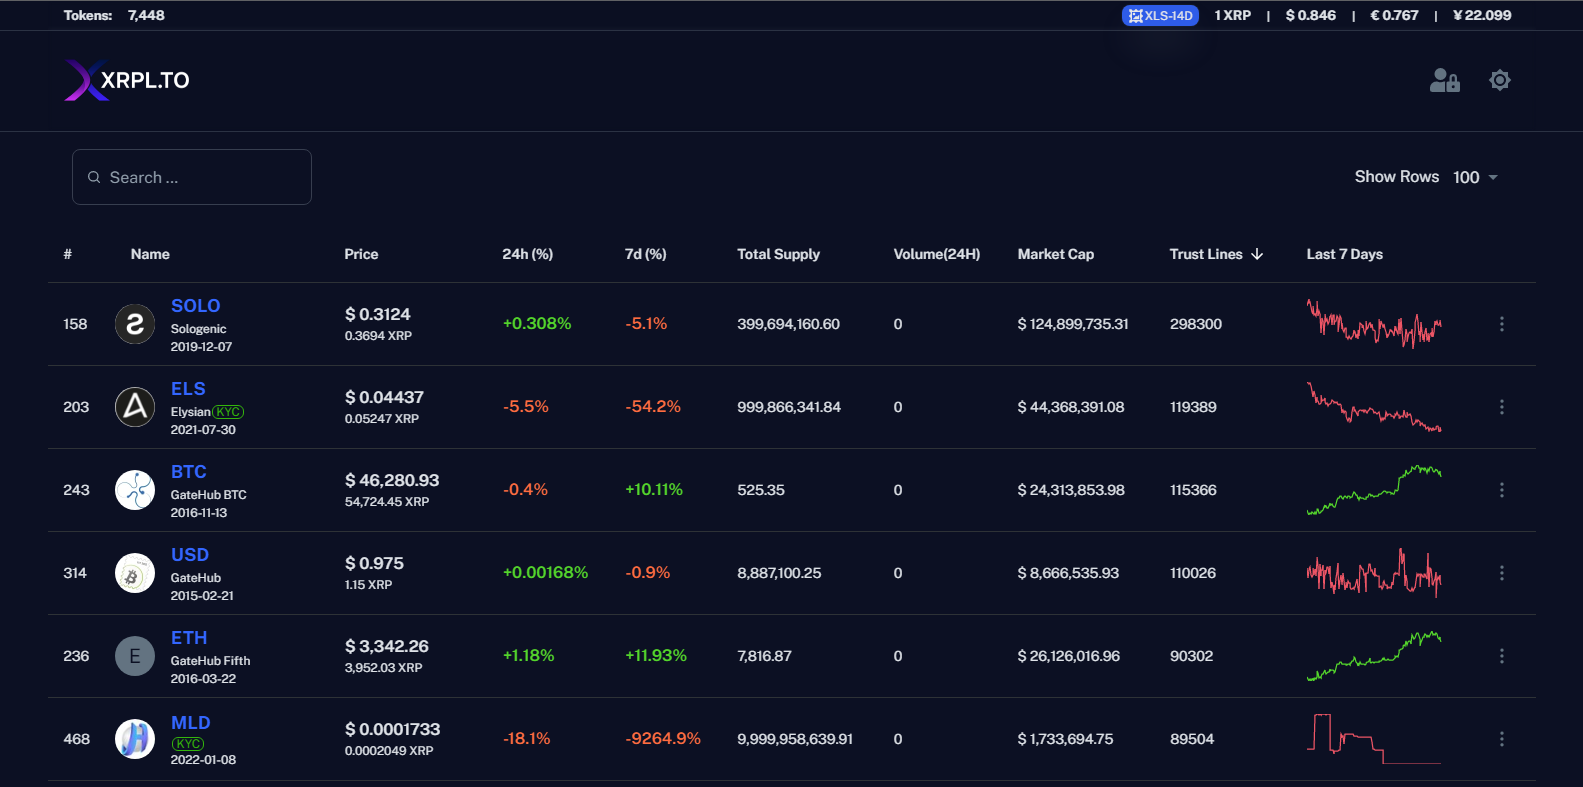 Tokens: 7,448 XLS-14D 1 XRP | $ 0.846 | € 0.767 | ¥ 22.099
XRPL.TO
Search ... Show Rows 100
# Name Price 24h (%) 7d (%) Total Supply Volume(24H) Market Cap Trust Lines Last 7 Days
158 SOLO Sologenic 2019-12-07 $ 0.3124 0.3694 XRP +0.308% -5.1% 399,694,160.60 0 $ 124,899,735.31 298300
203 ELS Elysian KYC 2021-07-30 $ 0.04437 0.05247 XRP -5.5% -54.2% 999,866,341.84 0 $ 44,368,391.08 119389
243 BTC GateHub BTC 2016-11-13 $ 46,280.93 54,724.45 XRP -0.4% +10.11% 525.35 0 $ 24,313,853.98 115366
314 USD GateHub 2015-02-21 $ 0.975 1.15 XRP +0.00168% -0.9% 8,887,100.25 0 $ 8,666,535.93 110026
236 E ETH GateHub Fifth 2016-03-22 $ 3,342.26 3,952.03 XRP +1.18% +11.93% 7,816.87 0 $ 26,126,016.96 90302
468 MLD KYC 2022-01-08 $ 0.0001733 0.0002049 XRP -18.1% -9264.9% 9,999,958,639.91 0 $ 1,733,694.75 89504